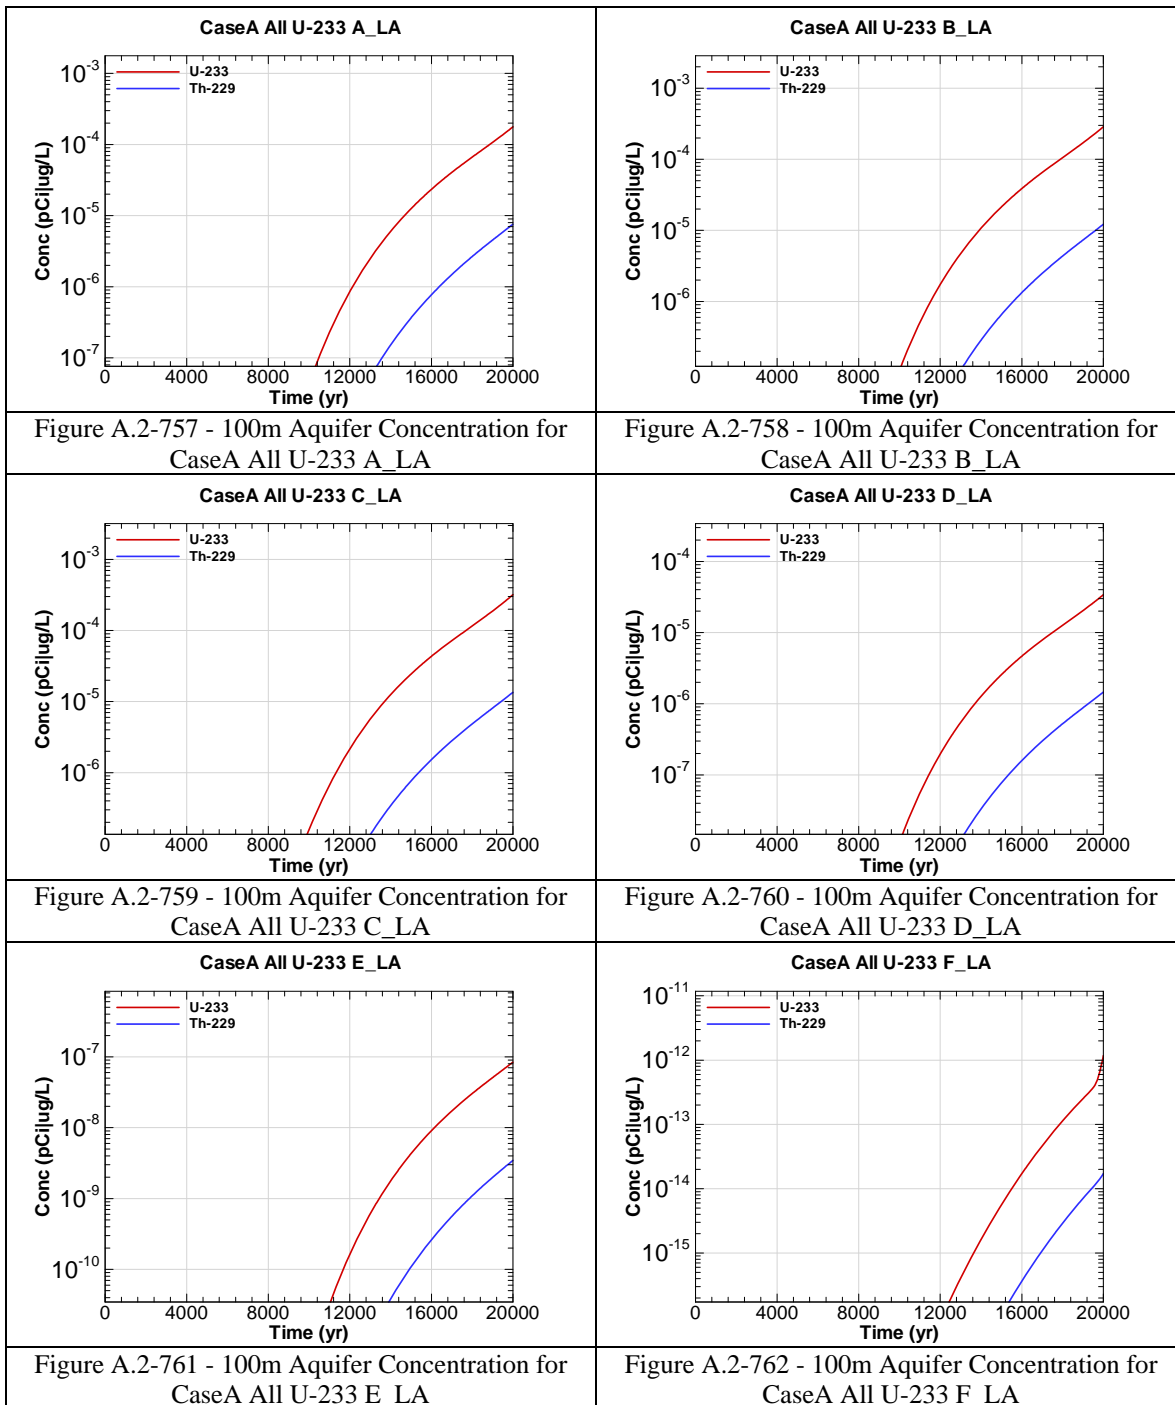 CaseA All U-233 A_LA
U-233
Th-229
10-3
10-4
10-5
10-6
10-7
Conc (pCi|ug/L)
0 4000 8000 12000 16000 20000
Time (yr)
Figure A.2-757 - 100m Aquifer Concentration for
CaseA All U-233 A_LA
CaseA All U-233 B_LA
U-233
Th-229
10-3
10-4
10-5
10-6
Conc (pCi|ug/L)
0 4000 8000 12000 16000 20000
Time (yr)
Figure A.2-758 - 100m Aquifer Concentration for
CaseA All U-233 B_LA
CaseA All U-233 C_LA
U-233
Th-229
10-3
10-4
10-5
10-6
Conc (pCi|ug/L)
0 4000 8000 12000 16000 20000
Time (yr)
Figure A.2-759 - 100m Aquifer Concentration for
CaseA All U-233 C_LA
CaseA All U-233 D_LA
U-233
Th-229
10-4
10-5
10-6
10-7
Conc (pCi|ug/L)
0 4000 8000 12000 16000 20000
Time (yr)
Figure A.2-760 - 100m Aquifer Concentration for
CaseA All U-233 D_LA
CaseA All U-233 E_LA
U-233
Th-229
10-7
10-8
10-9
10-10
Conc (pCi|ug/L)
0 4000 8000 12000 16000 20000
Time (yr)
Figure A.2-761 - 100m Aquifer Concentration for
CaseA All U-233 E_LA
CaseA All U-233 F_LA
U-233
Th-229
10-11
10-12
10-13
10-14
10-15
Conc (pCi|ug/L)
0 4000 8000 12000 16000 20000
Time (yr)
Figure A.2-762 - 100m Aquifer Concentration for
CaseA All U-233 F_LA